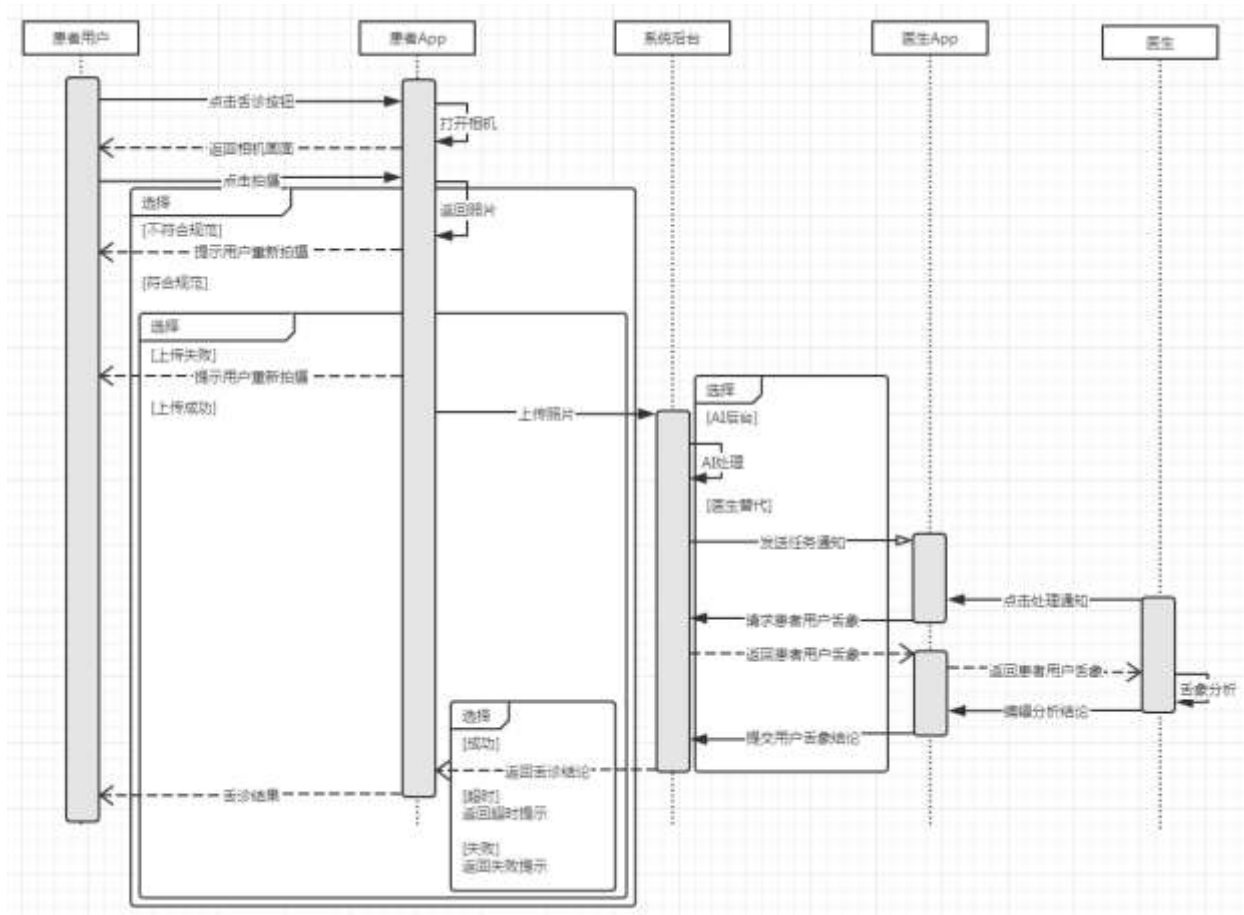 患者用户
患者App
系统后台
医生App
医生
点击舌诊按钮
打开相机
返回相机画面
点击拍摄
选择
返回照片
[不符合规范]
提示用户重新拍摄
[符合规范]
选择
[上传失败]
提示用户重新拍摄
[上传成功]
上传照片
选择
[AI后台]
AI处理
[医生替代]
发送任务通知
点击处理通知
请求患者用户舌象
返回患者用户舌象
返回患者用户舌象
舌象分析
编辑分析结论
提交用户舌象结论
选择
[成功]
返回舌诊结论
舌诊结果
[超时]
返回超时提示
[失败]
返回失败提示